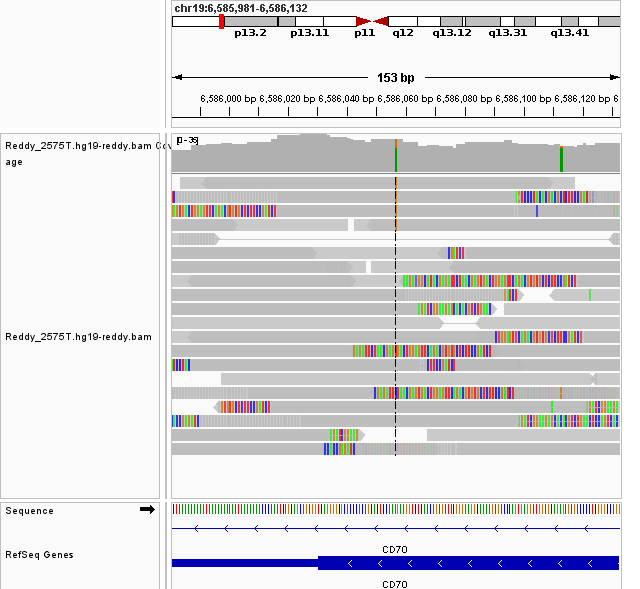 chr19:6,585,981-6,586,132
p13.2 p13.11 p11 q12 q13.12 q13.31 q13.41
153 bp
6,586,000 bp 6,586,020 bp 6,586,040 bp 6,586,060 bp 6,586,080 bp 6,586,100 bp 6,586,120 bp 6
[0-36]
Reddy_2575T.hg19-reddy.bam Cov
age
Reddy_2575T.hg19-reddy.bam
Sequence
CD70
RefSeq Genes
CD70